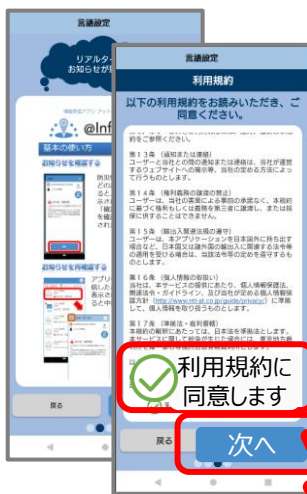 言語設定
リアルタ
お知らせが届
@Inf
基本の使い方
お知らせを確認する
お知らせを再確認する
戻る
言語設定
利用規約
以下の利用規約をお読みいただき、ご
同意ください。
第13条 (通知または連絡)
ユーザーと当社との間の通知または連絡は、当社が運営
するウェブサイトへの掲示等、当社の定める方法によっ
て行うものとします。
第14条 (権利義務の譲渡の禁止)
ユーザーは、当社の書面による事前の承諾なく、本規約
に基づく権利もしくは義務を第三者に譲渡し、または担
保に供することはできません。
第15条 (輸出入関連法規の遵守)
ユーザーは、本アプリケーションを日本国外に持ち出す
場合など、日本国又は諸外国の輸出入に関連する法令等
の適用を受ける場合は、当該法令等の定めを遵守するも
のとします。
第16条 (個人情報の取扱い)
当社は、本サービスの提供にあたり、個人情報保護法、
関連法令・ガイドライン、及び当社が定める個人情報保
護方針 (http://www.ntt-at.co.jp/guide/privacy/) に準拠
して、個人情報を取り扱うものとします。
第17条 (準拠法・裁判管轄)
本規約の解釈にあたっては、日本法を準拠法とします。
利用規約に
同意します
戻る
次へ